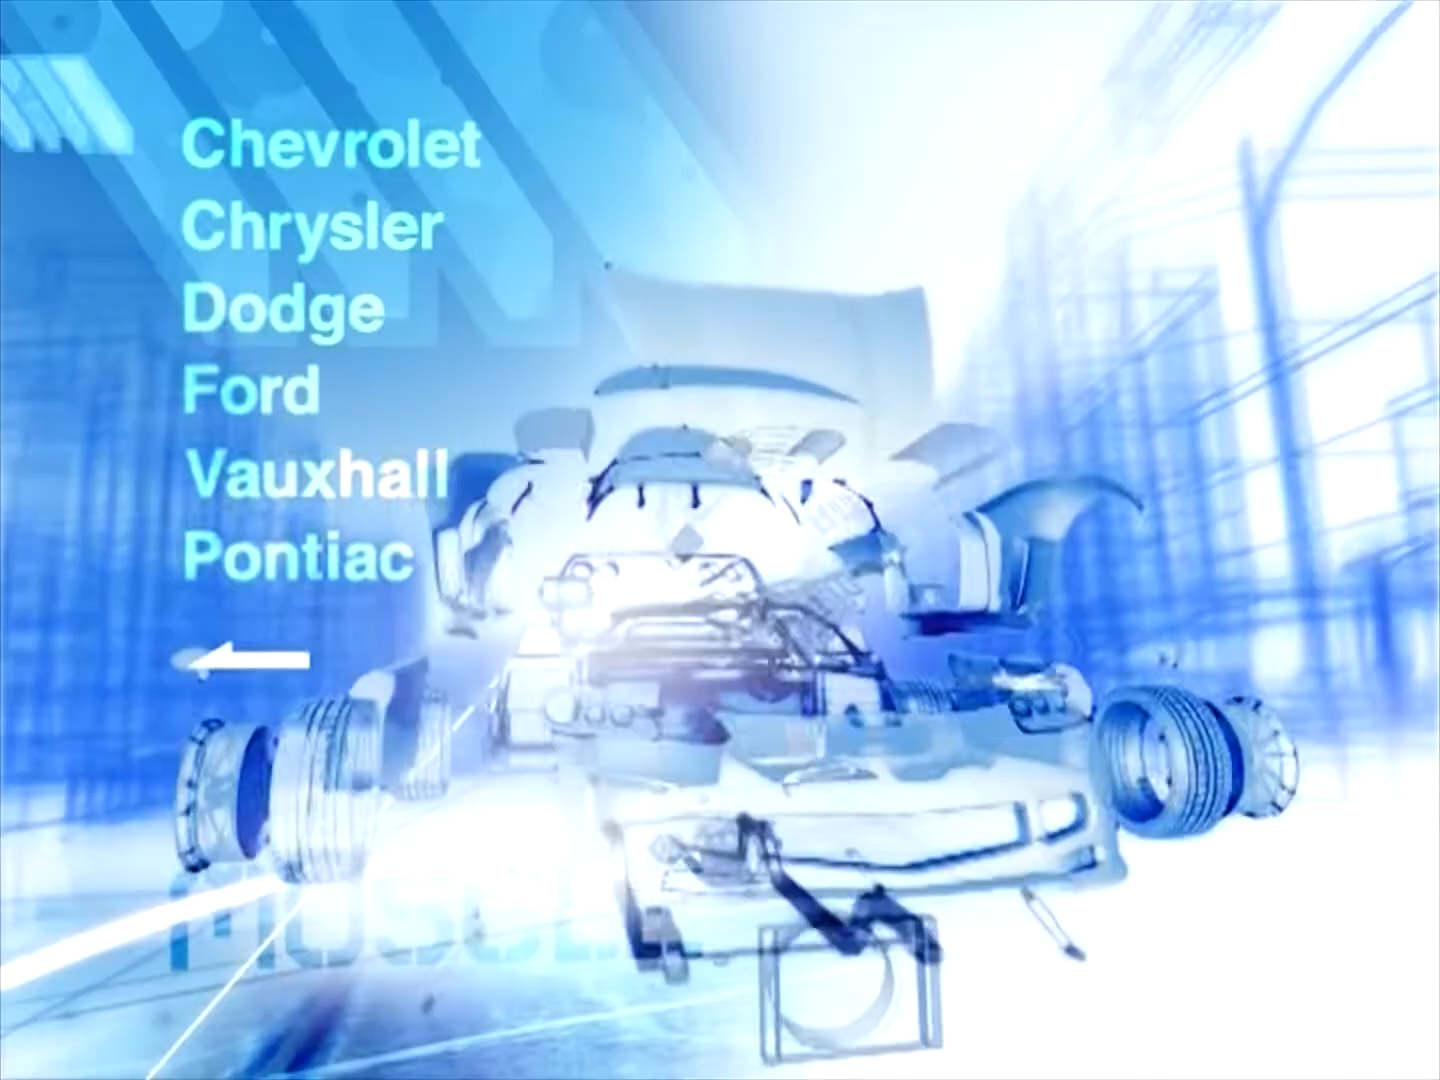 Chevrolet
Chrysler
Dodge
Ford
Vauxhall
Pontiac